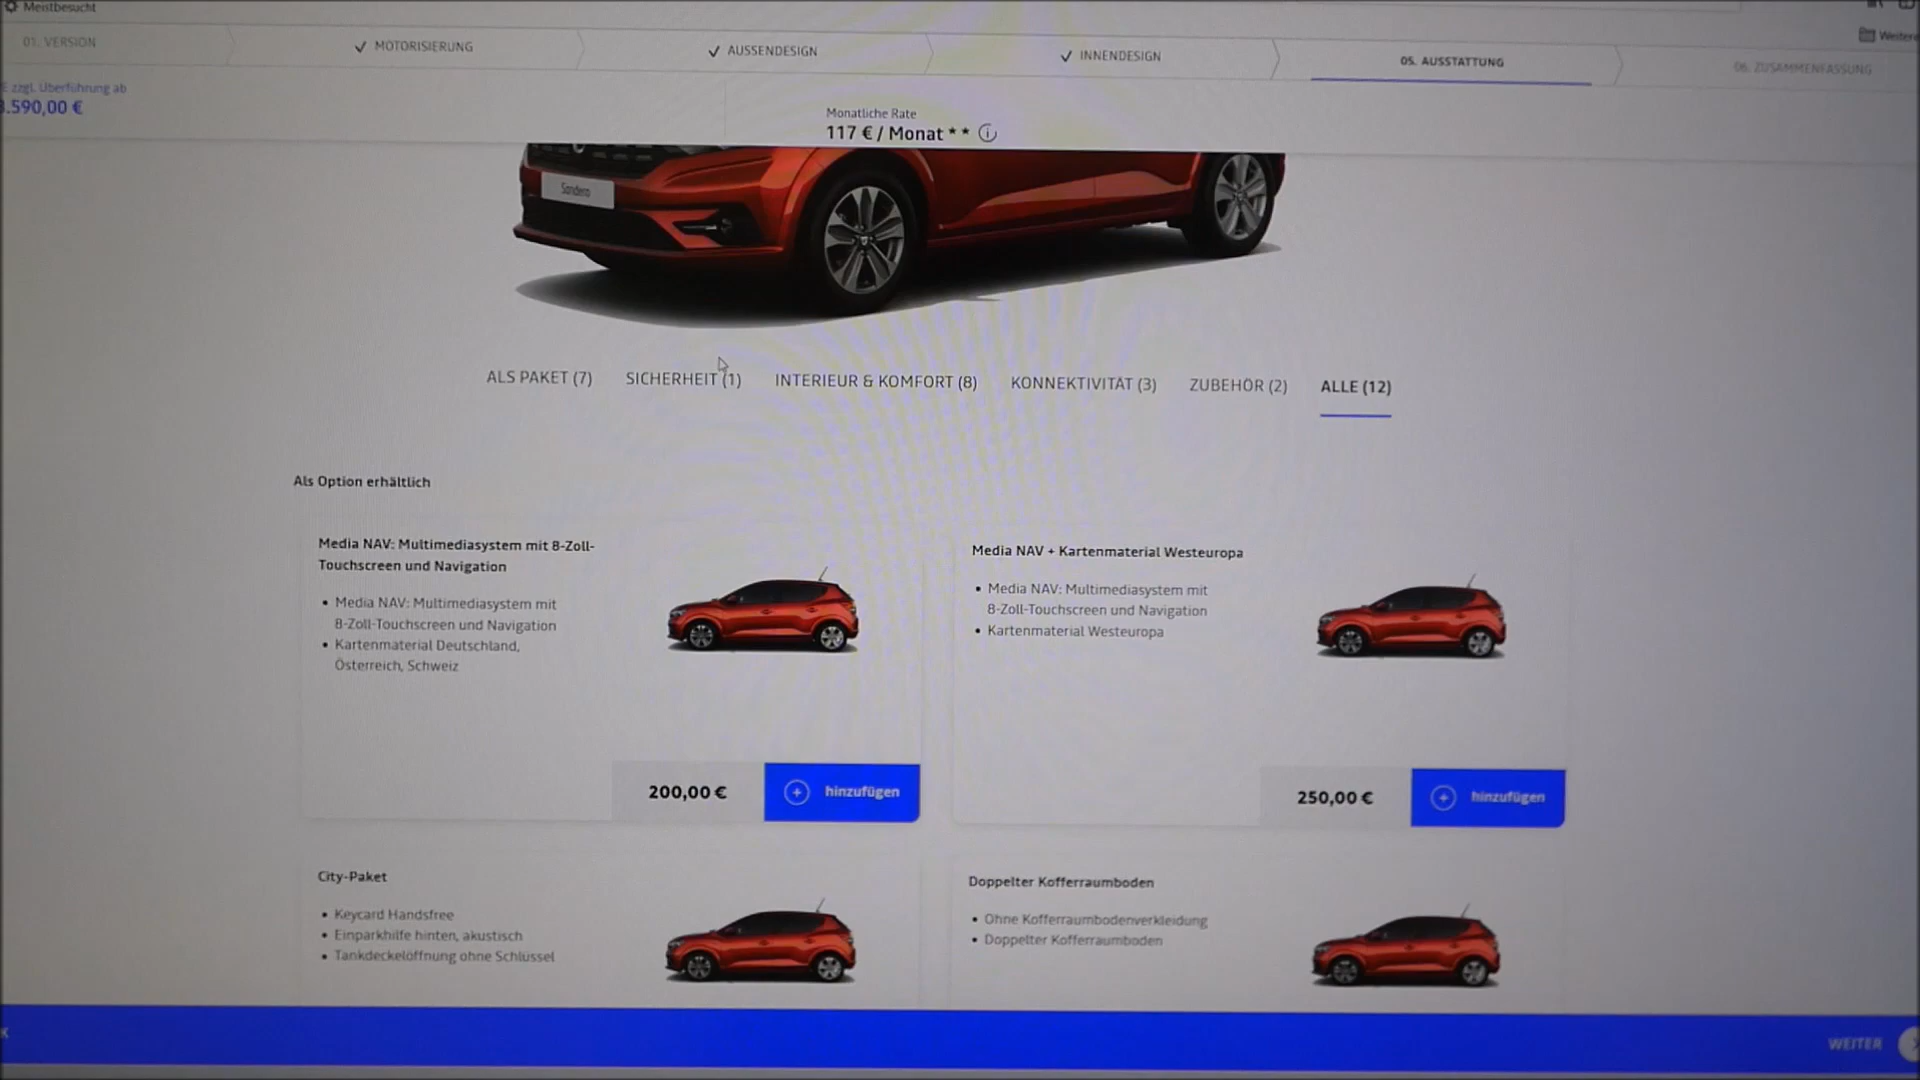 Meistbesucht
Weitere
01. VERSION
MOTORISIERUNG
AUSSENDESIGN
INNENDESIGN
05. AUSSTATTUNG
06. ZUSAMMENFASSUNG
zzgl. Überführung ab
.590,00 €
Monatliche Rate
117 € / Monat * *
Sandero
ALS PAKET (7)
SICHERHEIT (1)
INTERIEUR & KOMFORT (8)
KONNEKTIVITÄT (3)
ZUBEHÖR (2)
ALLE (12)
Als Option erhältlich
Media NAV: Multimediasystem mit 8-Zoll-
Touchscreen und Navigation
• Media NAV: Multimediasystem mit
8-Zoll-Touchscreen und Navigation
• Kartenmaterial Deutschland,
Österreich, Schweiz
200,00 €
hinzufügen
Media NAV + Kartenmaterial Westeuropa
• Media NAV: Multimediasystem mit
8-Zoll-Touchscreen und Navigation
• Kartenmaterial Westeuropa
250,00 €
hinzufügen
City-Paket
• Keycard Handsfree
• Einparkhilfe hinten, akustisch
• Tankdeckelöffnung ohne Schlüssel
Doppelter Kofferraumboden
• Ohne Kofferraumbodenverkleidung
• Doppelter Kofferraumboden
WEITER